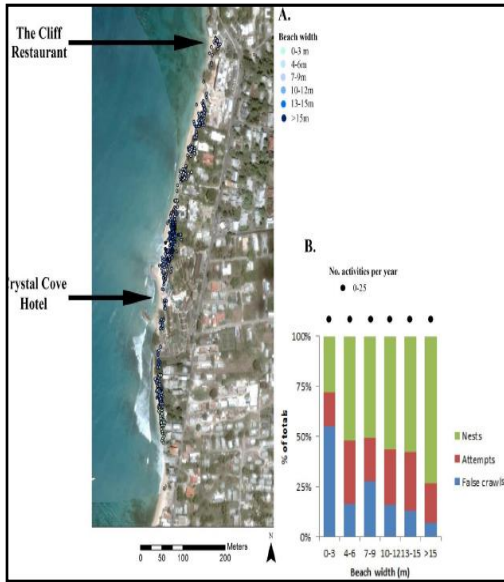 The Cliff
Restaurant
Crystal Cove
Hotel
N
Meters
0 50 100 200
A.
Beach width
0-3 m
4-6m
7-9m
10-12m
13-15m
>15m
B.
No. activities per year
0-25
100%
75%
50%
25%
0%
% of totals
0-3 4-6 7-9 10-12 13-15 >15
Beach width (m)
Nests
Attempts
False crawls